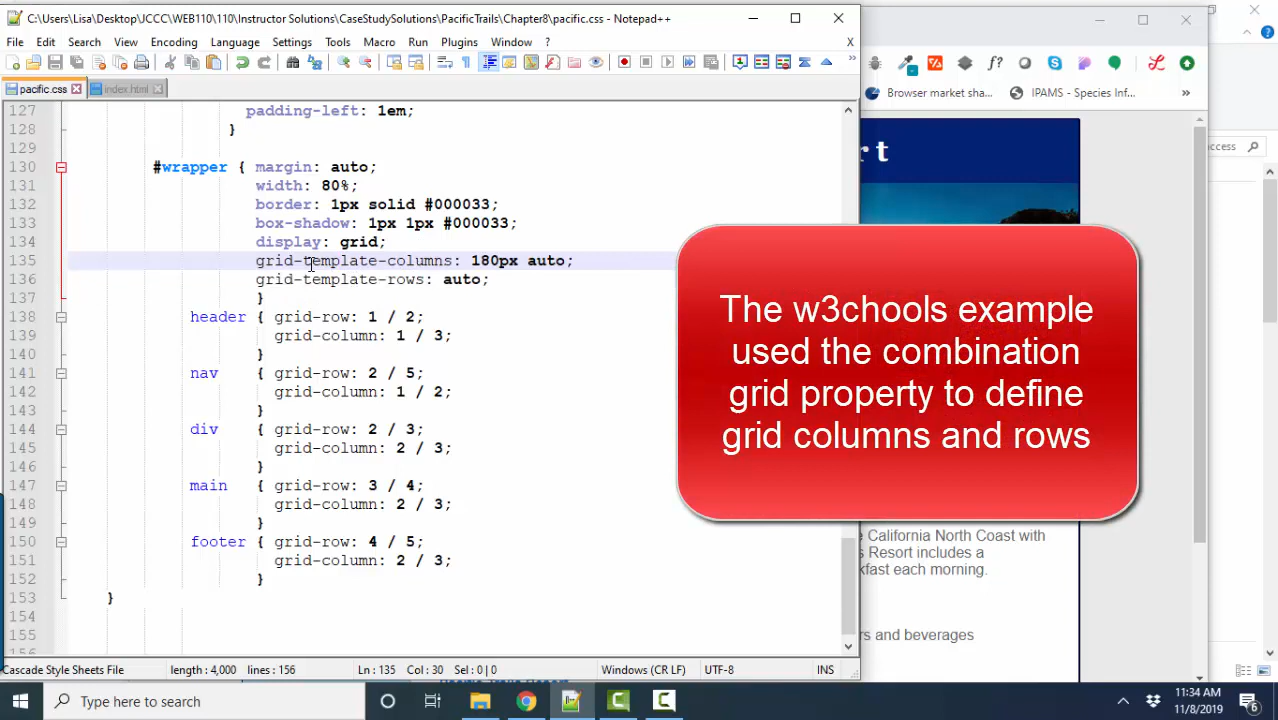 C:\Users\Lisa\Desktop\JCCC\WEB110\110\Instructor Solutions\CaseStudySolutions\PacificTrails\Chapter8\pacific.css - Notepad++
File Edit Search View Encoding Language Settings Tools Macro Run Plugins Window ? X
pacific.css index.html
127 padding-left: 1em;
128 }
129
130 #wrapper { margin: auto;
131 width: 80%;
132 border: 1px solid #000033;
133 box-shadow: 1px 1px #000033;
134 display: grid;
135 grid-template-columns: 180px auto;
136 grid-template-rows: auto;
137 }
138 header { grid-row: 1 / 2;
139 grid-column: 1 / 3;
140 }
141 nav { grid-row: 2 / 5;
142 grid-column: 1 / 2;
143 }
144 div { grid-row: 2 / 3;
145 grid-column: 2 / 3;
146 }
147 main { grid-row: 3 / 4;
148 grid-column: 2 / 3;
149 }
150 footer { grid-row: 4 / 5;
151 grid-column: 2 / 3;
152 }
153 }
154
155
Cascade Style Sheets File length : 4,000 lines : 156 Ln : 135 Sel : 0 | 0 Windows (CR LF) UTF-8 INS
f?
Browser market sha... IPAMS - Species Inf... »
r t
ccess
The w3chools example
used the combination
grid property to define
grid columns and rows
e California North Coast with
s Resort includes a
kfast each morning.
rs and beverages
Type here to search
11:34 AM
11/8/2019
6